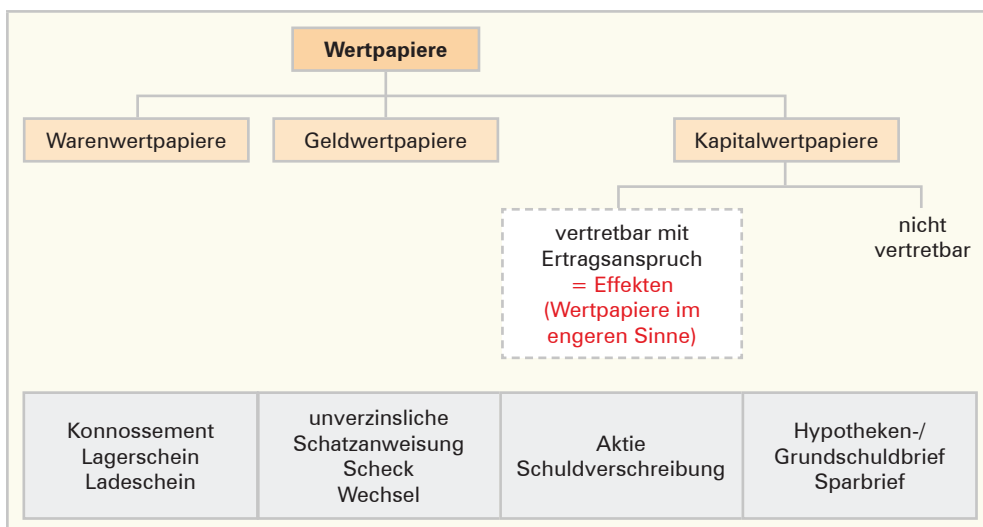 Wertpapiere
Warenwertpapiere
Geldwertpapiere
Kapitalwertpapiere
vertretbar mit
Ertragsanspruch
= Effekten
(Wertpapiere im
engeren Sinne)
nicht
vertretbar
Konnossement
Lagerschein
Ladeschein
unverzinsliche
Schatzanweisung
Scheck
Wechsel
Aktie
Schuldverschreibung
Hypotheken-/
Grundschuldbrief
Sparbrief